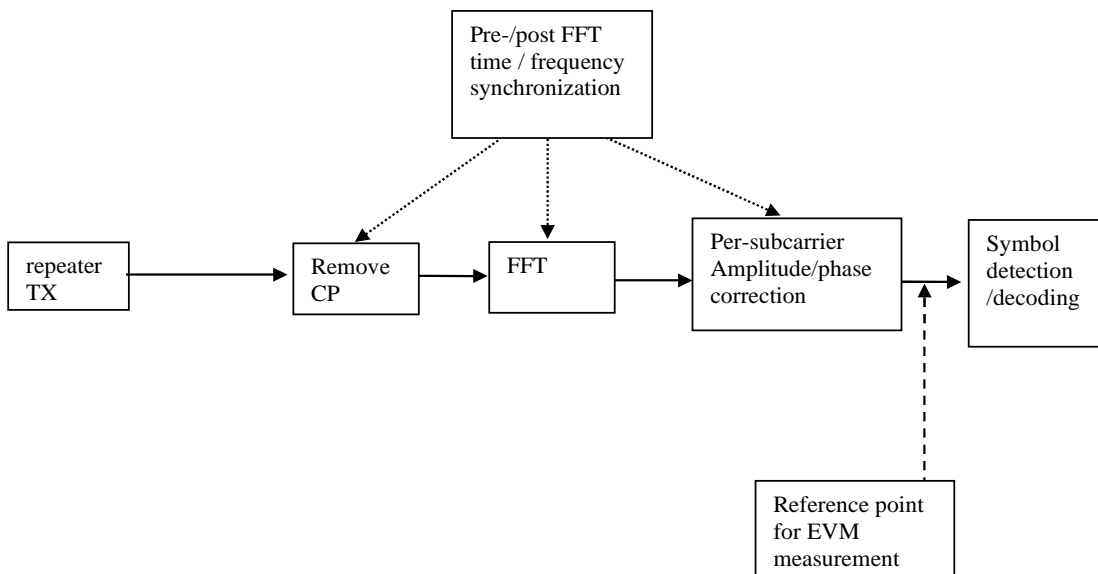 Pre-/post FFT
time / frequency
synchronization
repeater
TX
Remove
CP
FFT
Per-subcarrier
Amplitude/phase
correction
Symbol
detection
/decoding
Reference point
for EVM
measurement